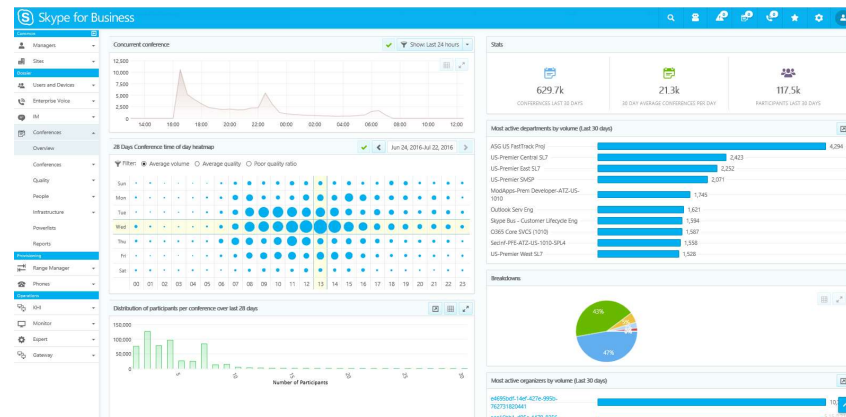 Skype for Business
Common
Managers
Sites
Dossier
Users and Devices
Enterprise Voice
IM
Conferences
Overview
Conferences
Quality
People
Infrastructure
Powerlists
Reports
Provisioning
Range Manager
Phones
Operations
KHI
Monitor
Expert
Gateway
Concurrent conference
Show: Last 24 hours
12,500
10,000
7,500
5,000
2,500
0
14:00 16:00 18:00 20:00 22:00 00:00 02:00 04:00 06:00 08:00 10:00 12:00
28 Days Conference time of day heatmap
Jun 24, 2016-Jul 22, 2016
Filter: Average volume Average quality Poor quality ratio
Sun
Mon
Tue
Wed
Thu
Fri
Sat
00 01 02 03 04 05 06 07 08 09 10 11 12 13 14 15 16 17 18 19 20 21 22 23
Distribution of participants per conference over last 28 days
150,000
100,000
50,000
0
5 10 15 20 25 30
Number of Participants
Stats
629.7k
CONFERENCES LAST 30 DAYS
21.3k
30 DAY AVERAGE CONFERENCES PER DAY
117.5k
PARTICIPANTS LAST 30 DAYS
Most active departments by volume (Last 30 days)
ASG US FastTrack Proj 4,294
US-Premier Central SL7 2,423
US-Premier East SL7 2,252
US-Premier SMSP 2,071
ModApps-Prem Developer-ATZ-US-
1010 1,745
Outlook Serv Eng 1,621
Skype Bus - Customer Lifecycle Eng 1,594
O365 Core SVCS (1010) 1,587
SecInf-PFE-ATZ-US-1010-SPL4 1,558
US-Premier West SL7 1,528
Breakdowns
43%
47%
Most active organizers by volume (Last 30 days)